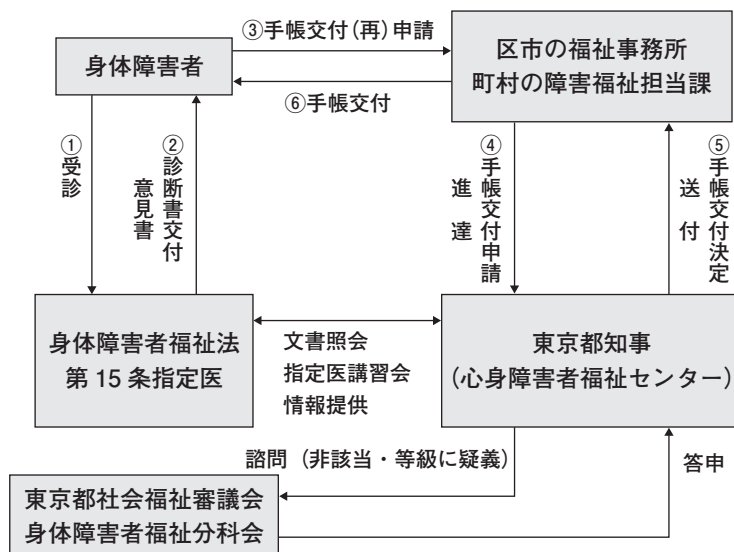 ③手帳交付(再)申請
身体障害者
区市の福祉事務所
町村の障害福祉担当課
⑥手帳交付
①受診
②診断書交付
意見書
④手帳交付申請
進達
⑤手帳交付決定
送付
身体障害者福祉法
第 15 条指定医
文書照会
指定医講習会
情報提供
東京都知事
(心身障害者福祉センター)
諮問(非該当・等級に疑義)
答申
東京都社会福祉審議会
身体障害者福祉分科会